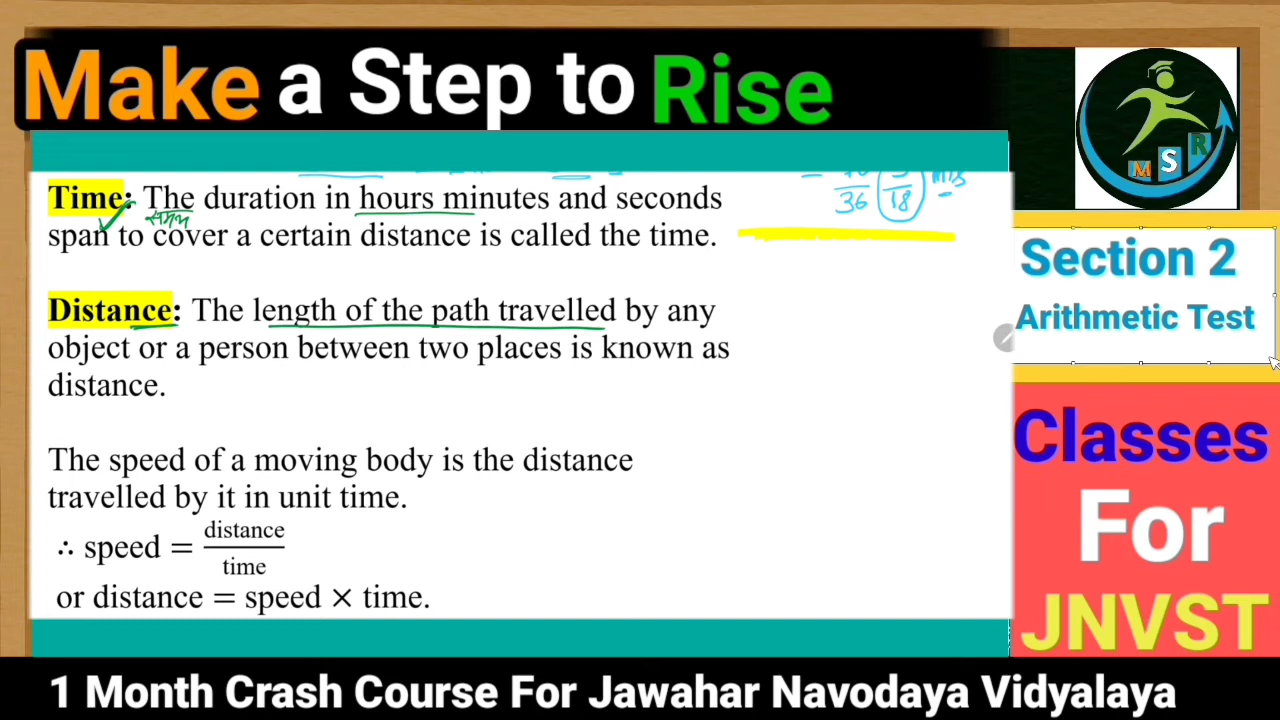 Make a Step to Rise
MSR
Time: The duration in hours minutes and seconds
समय
span to cover a certain distance is called the time.
36 18 m/s
Distance: The length of the path travelled by any
object or a person between two places is known as
distance.
The speed of a moving body is the distance
travelled by it in unit time.
∴ speed = distance/time
or distance = speed × time.
Section 2
Arithmetic Test
Classes
For
JNVST
1 Month Crash Course For Jawahar Navodaya Vidyalaya